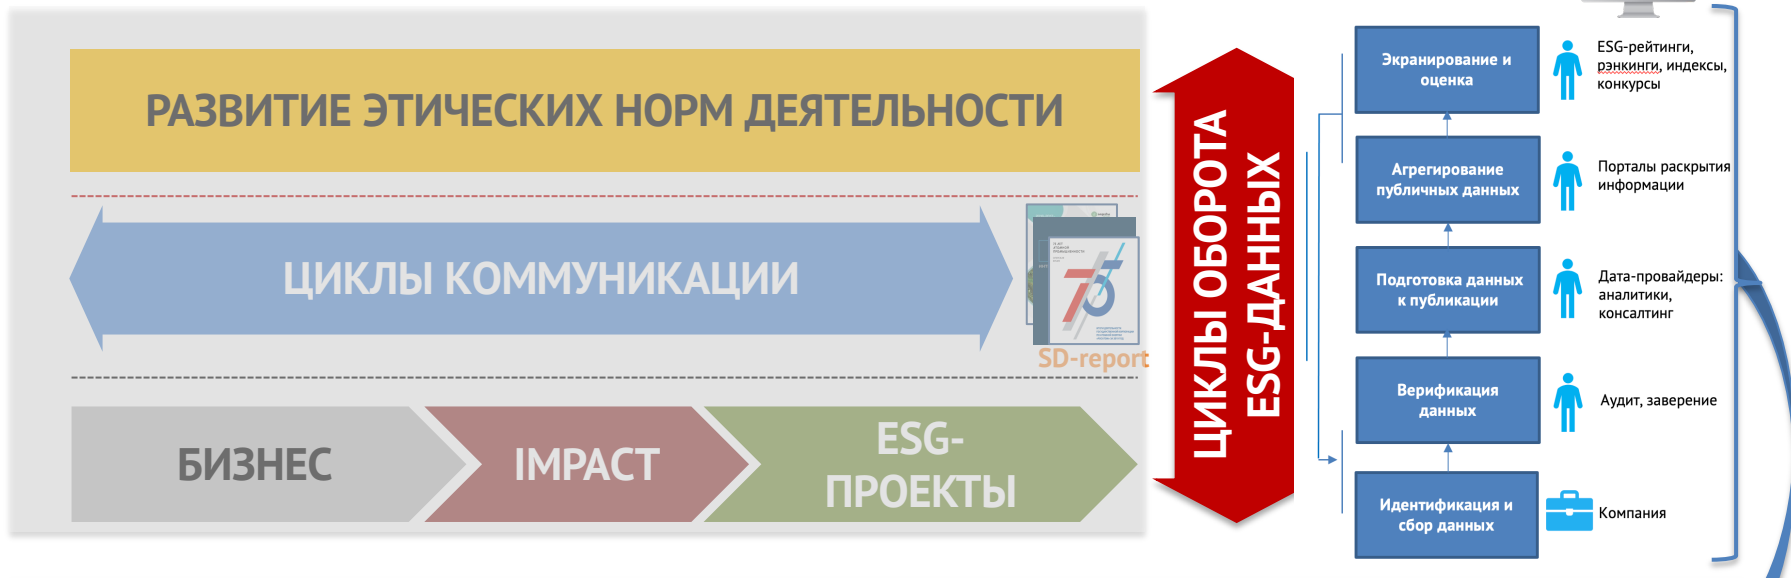 РАЗВИТИЕ ЭТИЧЕСКИХ НОРМ ДЕЯТЕЛЬНОСТИ
ЦИКЛЫ КОММУНИКАЦИИ
75
SD-report
БИЗНЕС
IMPACT
ESG-
ПРОЕКТЫ
ЦИКЛЫ ОБОРОТА
ESG-ДАННЫХ
Экранирование и
оценка
ESG-рейтинги,
рэнкинги, индексы,
конкурсы
Агрегирование
публичных данных
Порталы раскрытия
информации
Подготовка данных
к публикации
Дата-провайдеры:
аналитики,
консалтинг
Верификация
данных
Аудит, заверение
Идентификация и
сбор данных
Компания